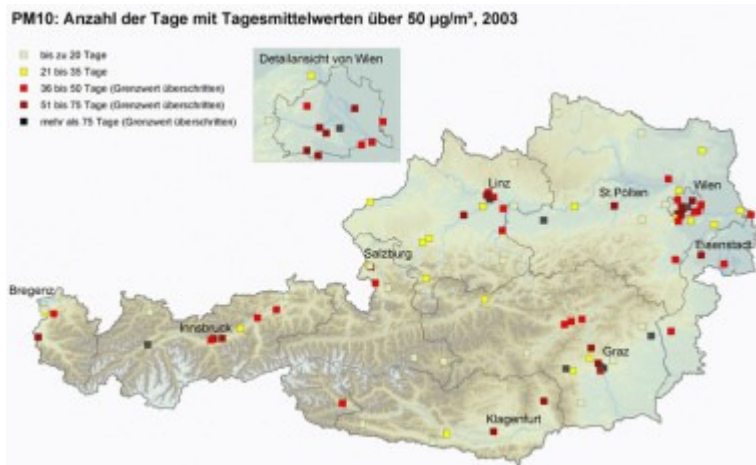 PM10: Anzahl der Tage mit Tagesmittelwerten über 50 µg/m³, 2003
bis zu 20 Tage
21 bis 35 Tage
36 bis 50 Tage (Grenzwert überschritten)
51 bis 75 Tage (Grenzwert überschritten)
mehr als 75 Tage (Grenzwert überschritten)
Detailansicht von Wien
Linz
St.Pölten
Wien
Eisenstadt
Salzburg
Bregenz
Innsbruck
Graz
Klagenfurt